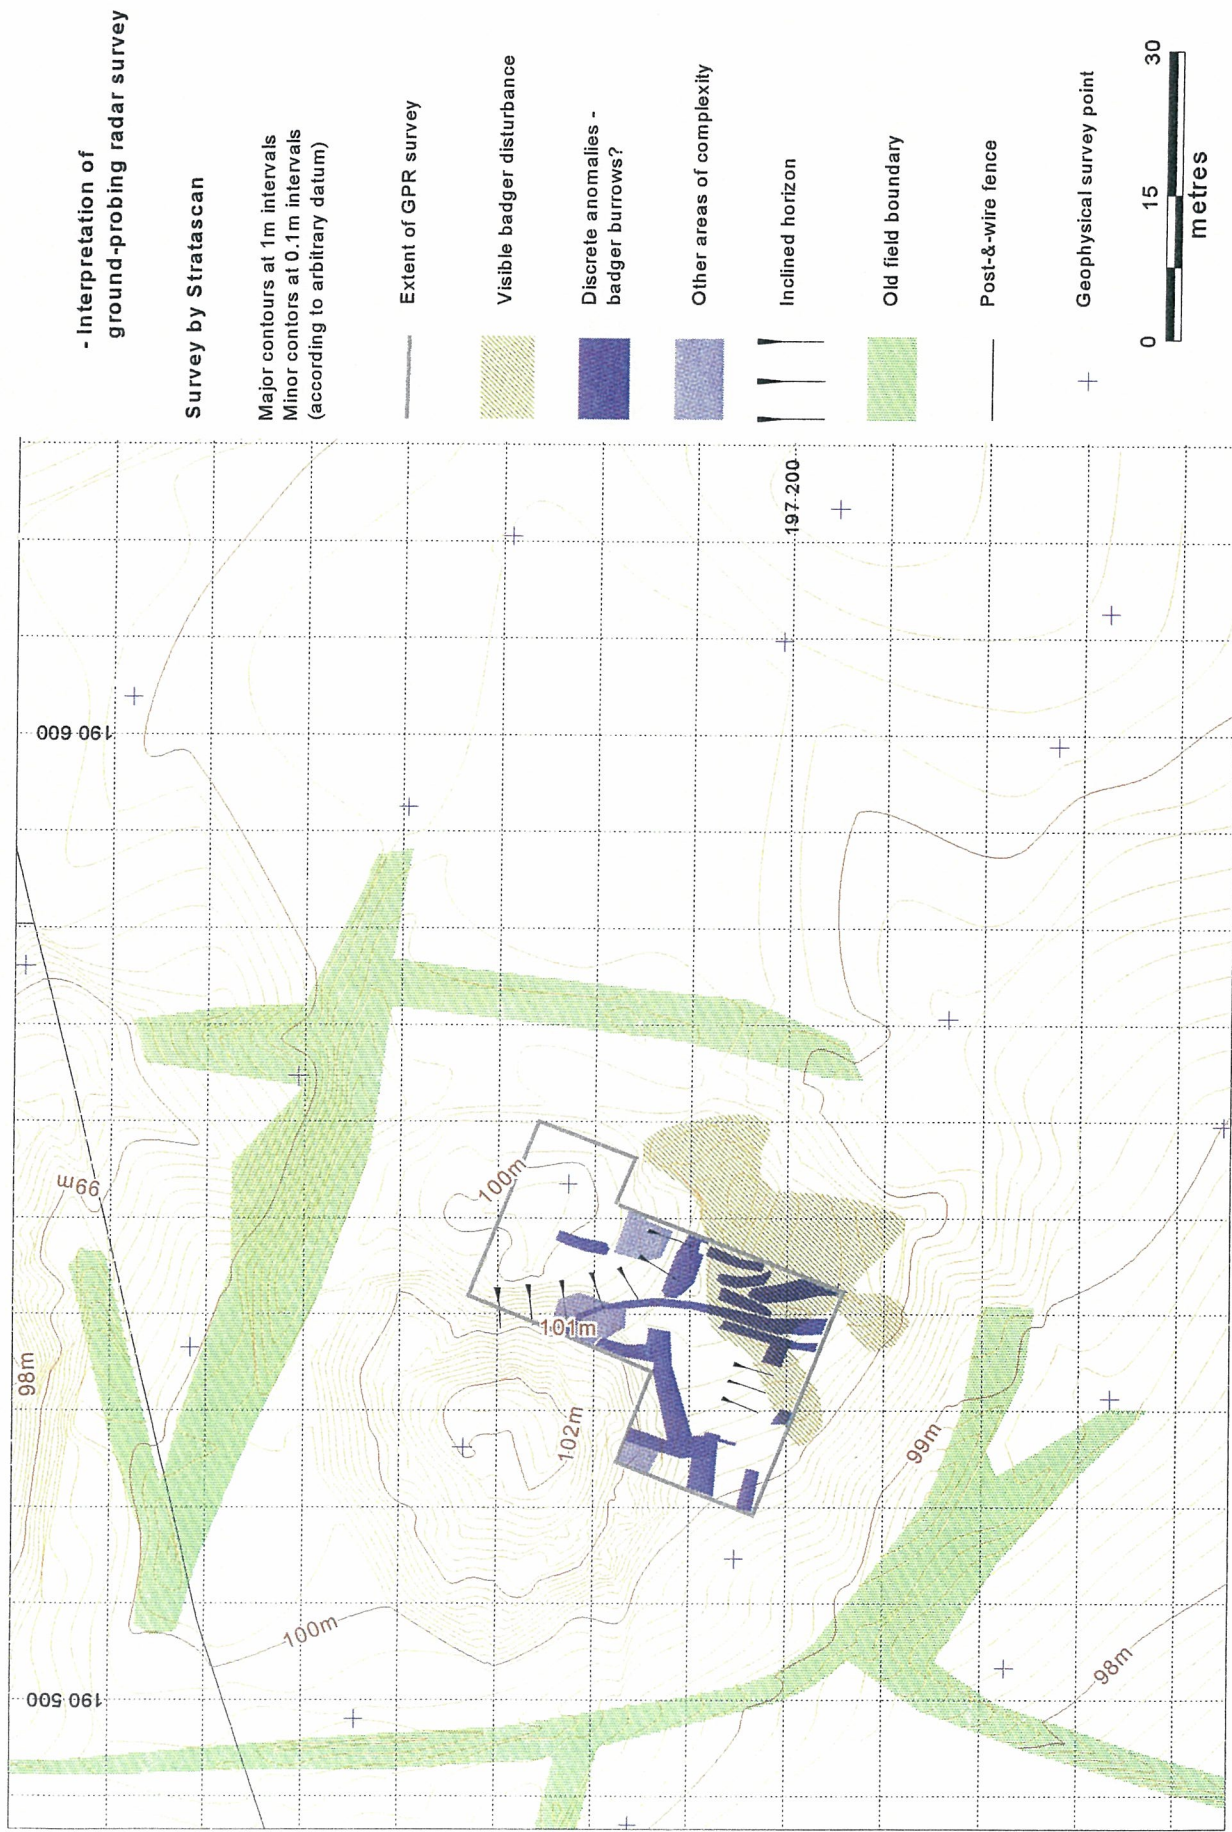 - Interpretation of
ground-probing radar survey
Survey by Stratascan
Major contours at 1m intervals
Minor contors at 0.1m intervals
(according to arbitrary datum)
Extent of GPR survey
Visible badger disturbance
Discrete anomalies -
badger burrows?
Other areas of complexity
Inclined horizon
Old field boundary
Post-&-wire fence
Geophysical survey point
0 15 30
metres
197 200
190 600
190 500
99m
98m
100m
100m
101m
102m
99m
98m